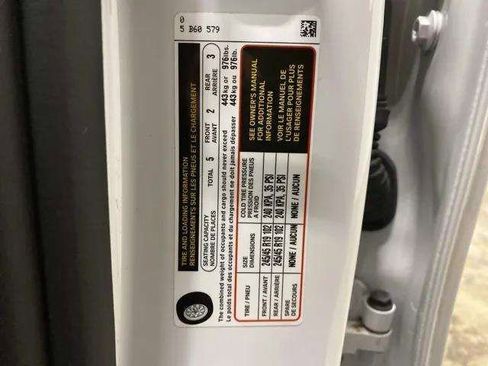 0
5 B60 579
TIRE AND LOADING INFORMATION
RENSEIGNEMENTS SUR LES PNEUS ET LE CHARGEMENT
SEATING CAPACITY
NOMBRE DE PLACES
TOTAL 5
FRONT
AVANT 2
REAR
ARRIÈRE 3
The combined weight of occupants and cargo should never exceed 443 kg or 976 lbs.
Le poids total des occupants et du chargement ne doit jamais dépasser 443 kg ou 976 lb.
TIRE / PNEU
SIZE
DIMENSIONS
COLD TIRE PRESSURE
PRESSION DES PNEUS
A FROID
FRONT / AVANT 245/45 R19 102 240 KPA, 35 PSI
REAR / ARRIÈRE 245/45 R19 102 240 KPA, 35 PSI
SPARE
DE SECOURS NONE / AUCUN NONE / AUCUN
SEE OWNER'S MANUAL
FOR ADDITIONAL
INFORMATION
VOIR LE MANUEL DE
L'USAGER POUR PLUS
DE RENSEIGNEMENTS